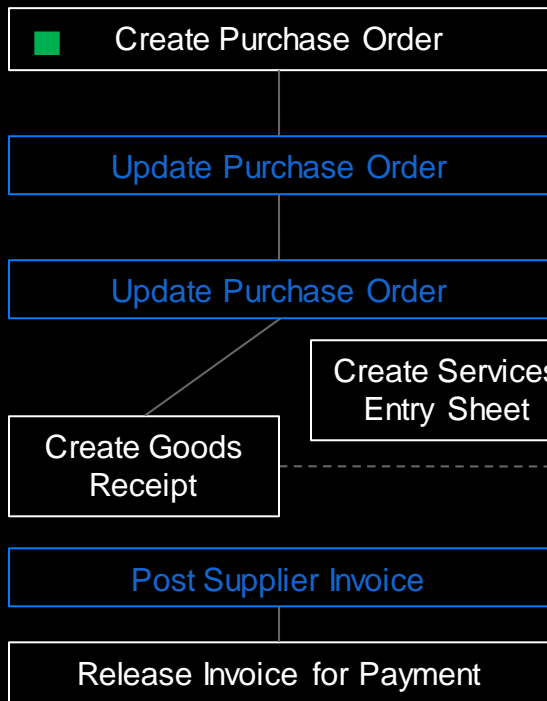 Create Purchase Order
Update Purchase Order
Update Purchase Order
Create Services
Entry Sheet
Create Goods
Receipt
Post Supplier Invoice
Release Invoice for Payment